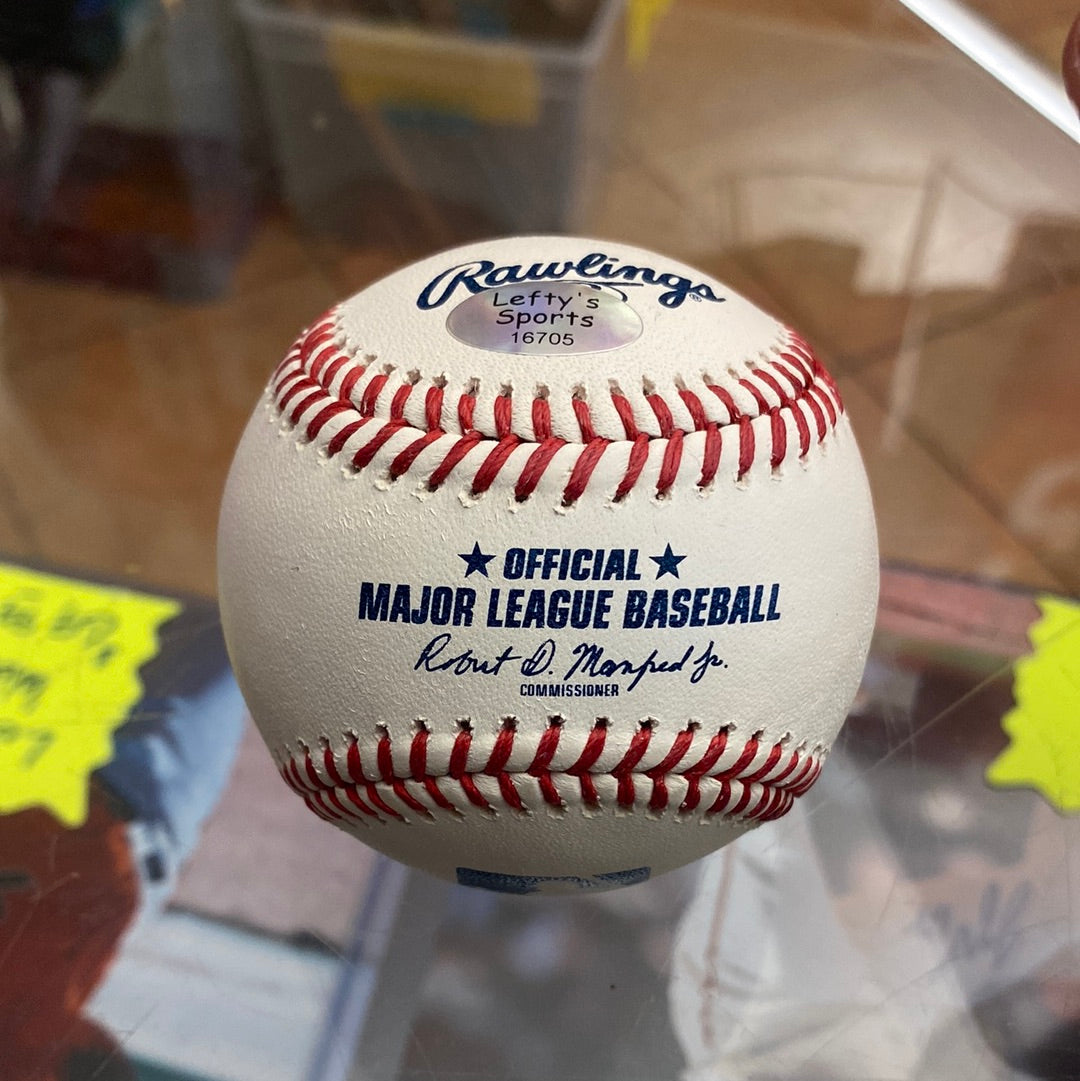 Rawlings®
Lefty's
Sports
16705
★ OFFICIAL ★
MAJOR LEAGUE BASEBALL
Robert D. Manfred Jr.
COMMISSIONER